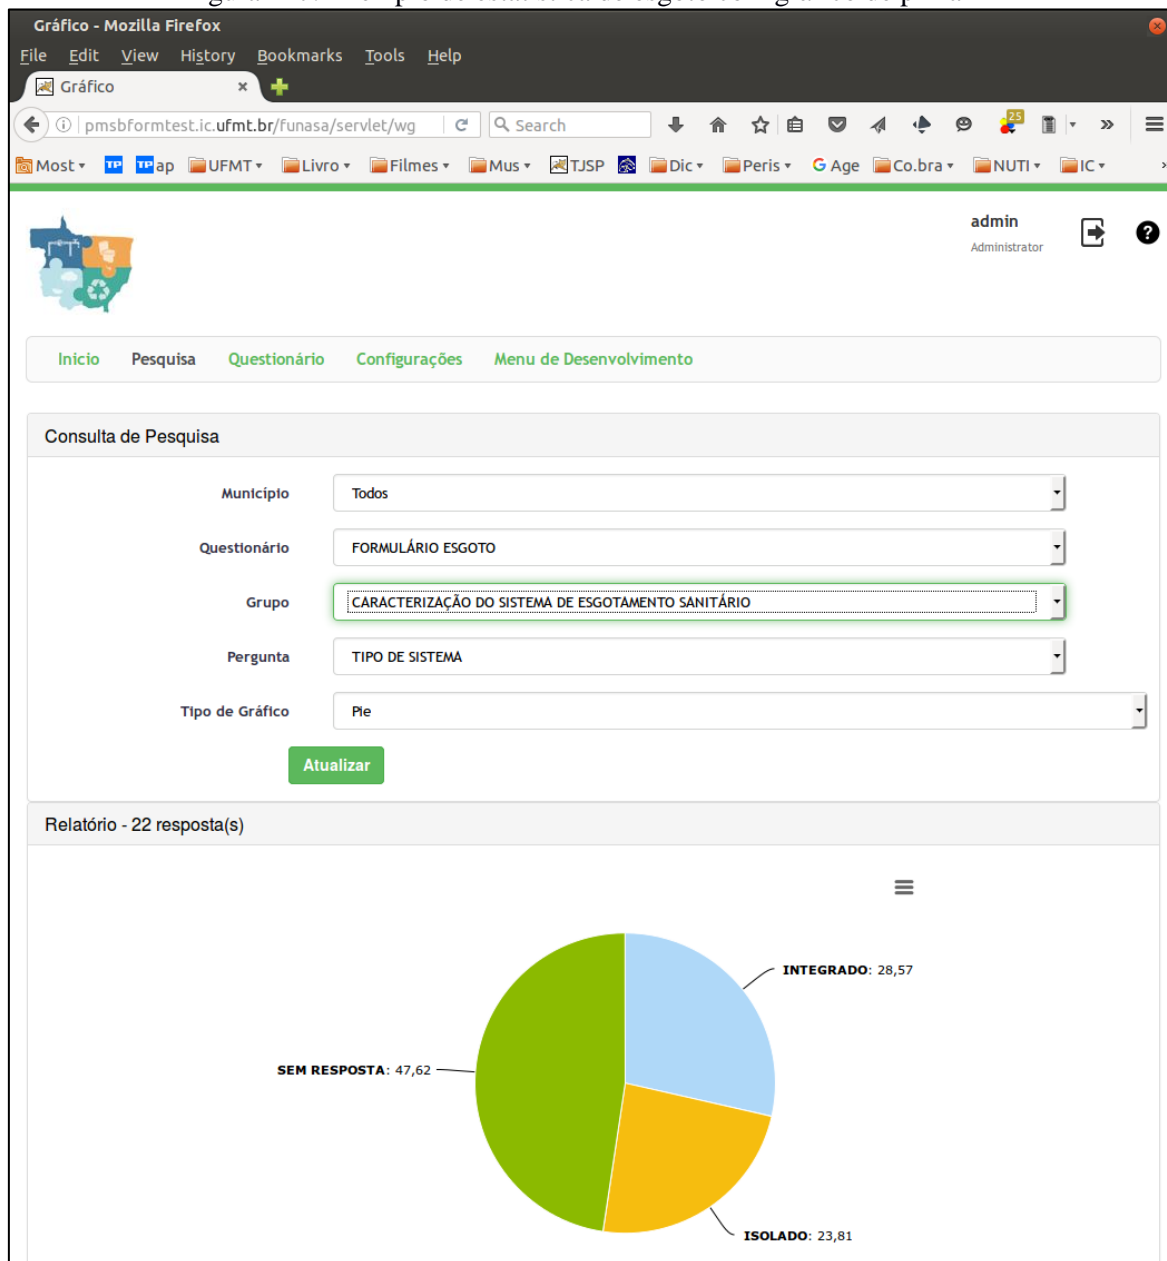 Gráfico - Mozilla Firefox
File Edit View History Bookmarks Tools Help
Gráfico
pmsbformtest.ic.ufmt.br/funasa/servlet/wg Search 25
Most TP TP ap UFMT Livro Filmes Mus TJSP Dic Peris G Age Co.bra NUTI IC
admin
Administrator
Inicio Pesquisa Questionário Configurações Menu de Desenvolvimento
Consulta de Pesquisa
Município Todos
Questionário FORMULÁRIO ESGOTO
Grupo CARACTERIZAÇÃO DO SISTEMA DE ESGOTAMENTO SANITÁRIO
Pergunta TIPO DE SISTEMA
Tipo de Gráfico Pie
Atualizar
Relatório - 22 resposta(s)
INTEGRADO: 28,57
SEM RESPOSTA: 47,62
ISOLADO: 23,81